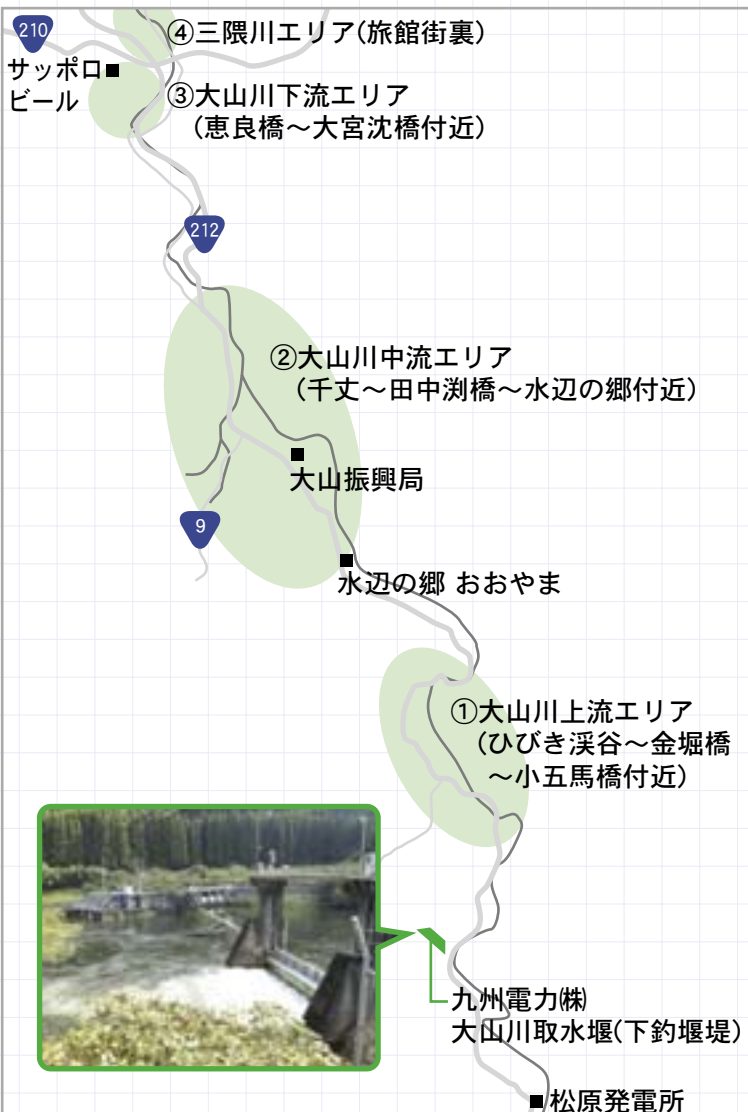 210
④三隈川エリア(旅館街裏)
サッポロ
ビール
③大山川下流エリア
(恵良橋〜大宮沈橋付近)
212
②大山川中流エリア
(千丈〜田中渕橋〜水辺の郷付近)
大山振興局
9
水辺の郷 おおやま
①大山川上流エリア
(ひびき渓谷〜金堀橋
〜小五馬橋付近)
九州電力㈱
大山川取水堰(下釣堰堤)
松原発電所